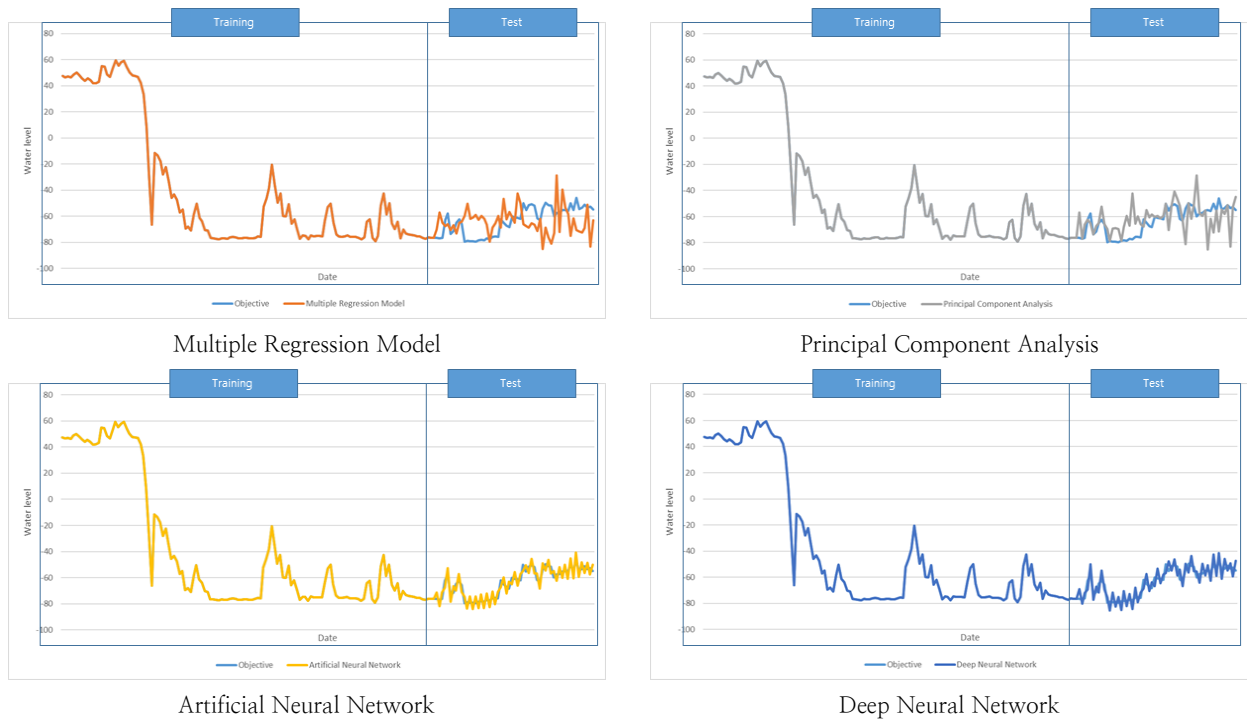 Training
Test
80
60
40
20
0
-20
-40
-60
-80
-100
Water level
Date
Objective
Multiple Regression Model
Multiple Regression Model
Training
Test
80
60
40
20
0
-20
-40
-60
-80
-100
Water level
Date
Objective
Principal Component Analysis
Principal Component Analysis
Training
Test
80
60
40
20
0
-20
-40
-60
-80
-100
Water level
Date
Objective
Artificial Neural Network
Artificial Neural Network
Training
Test
80
60
40
20
0
-20
-40
-60
-80
-100
Water level
Date
Objective
Deep Neural Network
Deep Neural Network